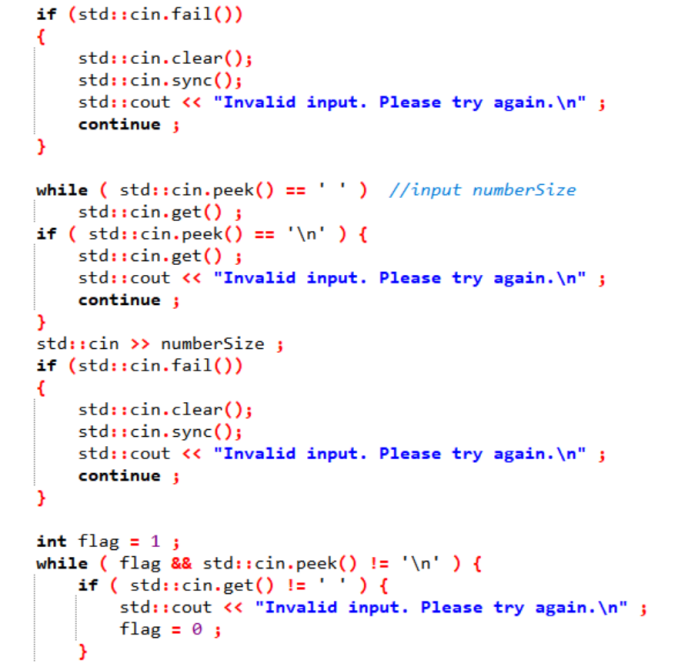 if (std::cin.fail())
{
    std::cin.clear();
    std::cin.sync();
    std::cout << "Invalid input. Please try again.\n" ;
    continue ;
}

while ( std::cin.peek() == ' ' )  //input numberSize
    std::cin.get() ;
if ( std::cin.peek() == '\n' ) {
    std::cin.get() ;
    std::cout << "Invalid input. Please try again.\n" ;
    continue ;
}
std::cin >> numberSize ;
if (std::cin.fail())
{
    std::cin.clear();
    std::cin.sync();
    std::cout << "Invalid input. Please try again.\n" ;
    continue ;
}

int flag = 1 ;
while ( flag && std::cin.peek() != '\n' ) {
    if ( std::cin.get() != ' ' ) {
        std::cout << "Invalid input. Please try again.\n" ;
        flag = 0 ;
    }